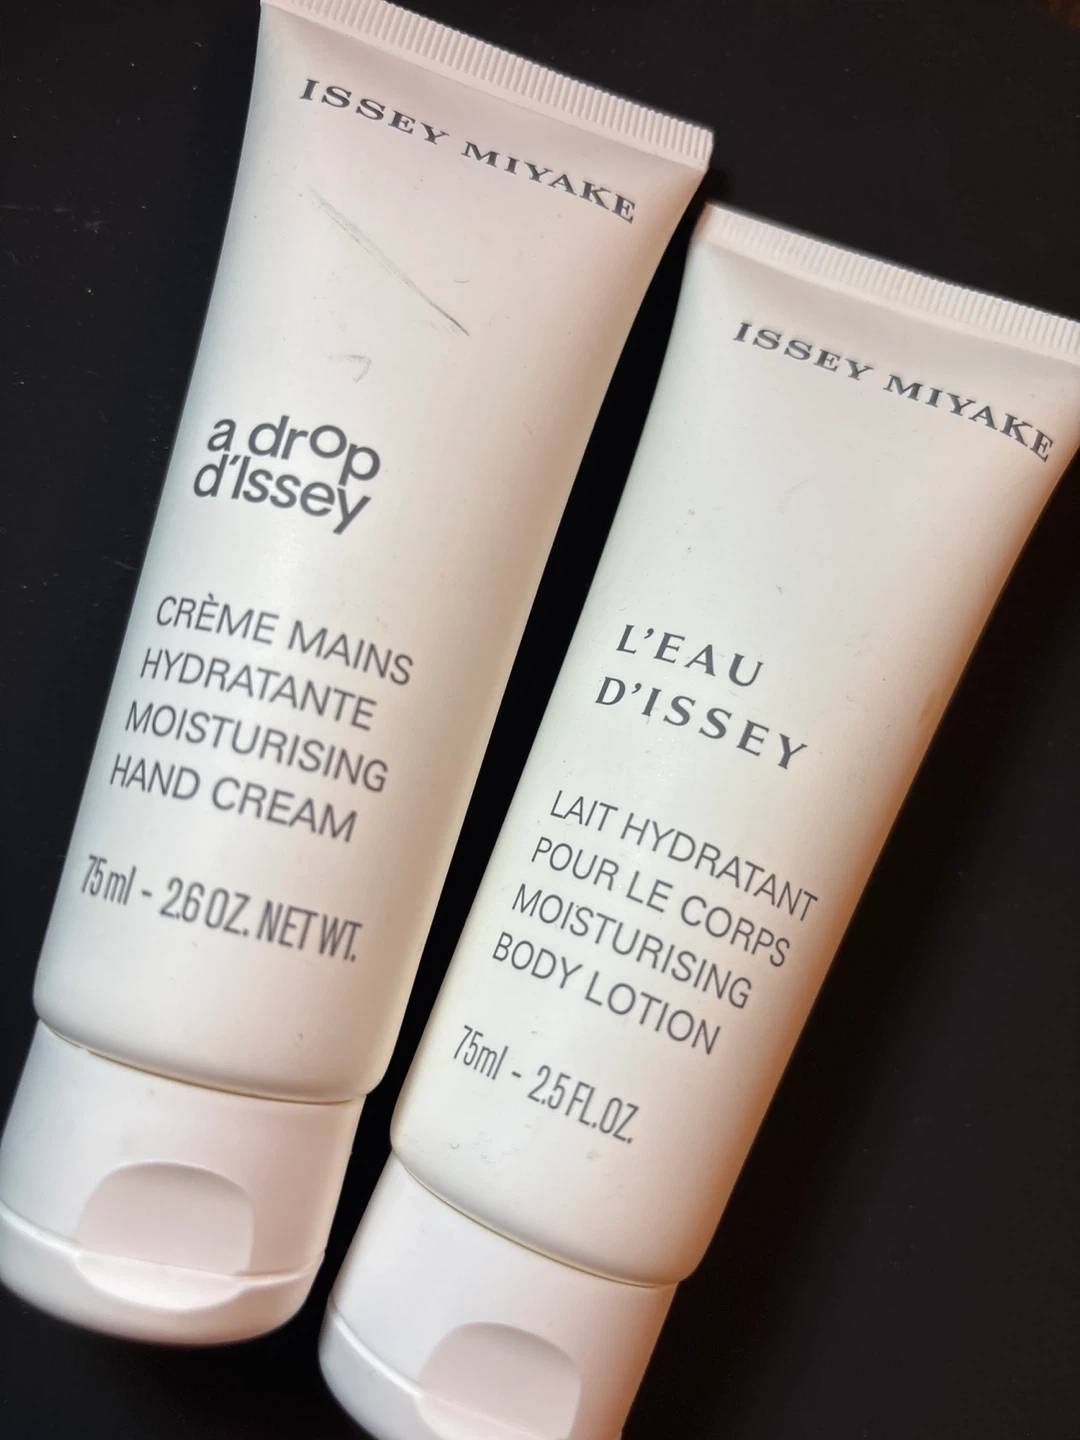 ISSEY MIYAKE
a drop
d'Issey
CRÈME MAINS
HYDRATANTE
MOISTURISING
HAND CREAM
75ml - 2.6 OZ. NET WT.
ISSEY MIYAKE
L'EAU
D'ISSEY
LAIT HYDRATANT
POUR LE CORPS
MOISTURISING
BODY LOTION
75ml - 2.5 FL.OZ.